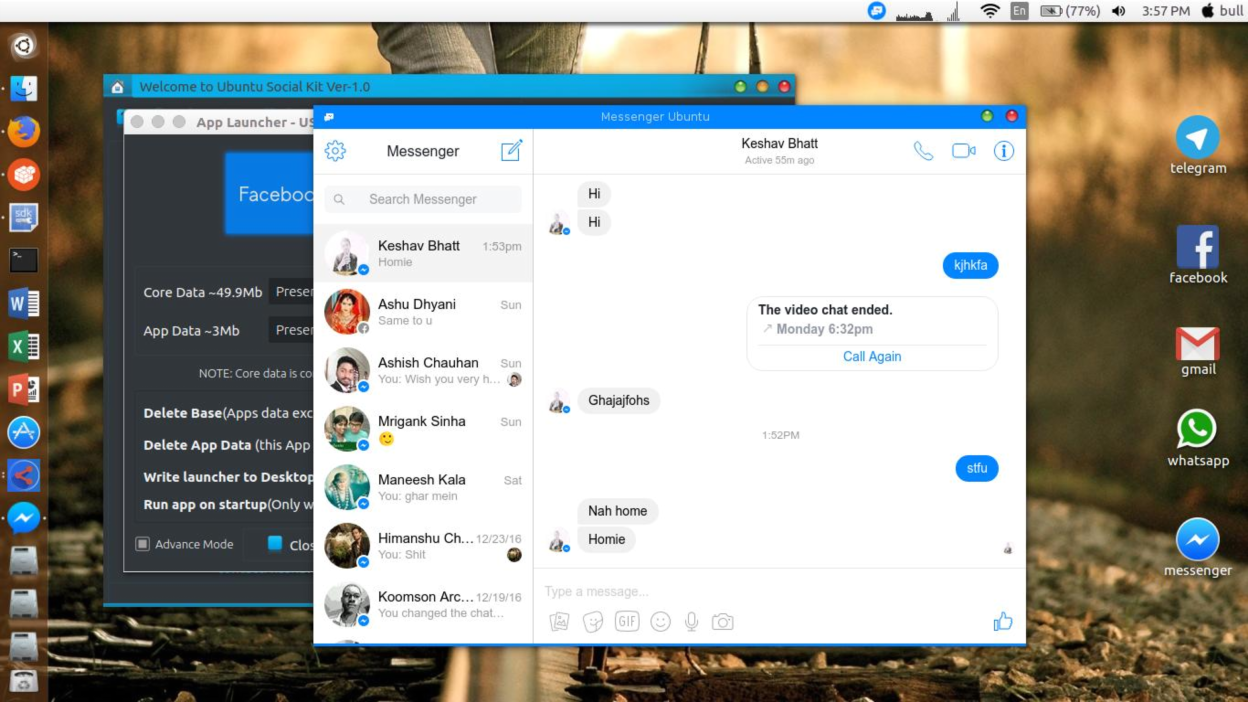 En
(77%)
3:57 PM
bull
Welcome to Ubuntu Social Kit Ver-1.0
App Launcher - US
Faceboo
Core Data ~49.9Mb
Presen
App Data ~3Mb
Presen
NOTE: Core data is co
Delete Base(Apps data exc
Delete App Data (this App
Write launcher to Desktop
Run app on startup(Only w
Advance Mode
Clos
Messenger Ubuntu
Messenger
Search Messenger
Keshav Bhatt
1:53pm
Homie
Ashu Dhyani
Sun
Same to u
Ashish Chauhan
Sun
You: Wish you very h...
Mrigank Sinha
Sun
Maneesh Kala
Sat
You: ghar mein
Himanshu Ch...
12/23/16
You: Shit
Koomson Arc...
12/19/16
You changed the chat...
Keshav Bhatt
Active 55m ago
Hi
Hi
kjhkfa
The video chat ended.
Monday 6:32pm
Call Again
Ghajajfohs
1:52PM
stfu
Nah home
Homie
Type a message...
GIF
telegram
facebook
gmail
whatsapp
messenger
sdk
W
X
P